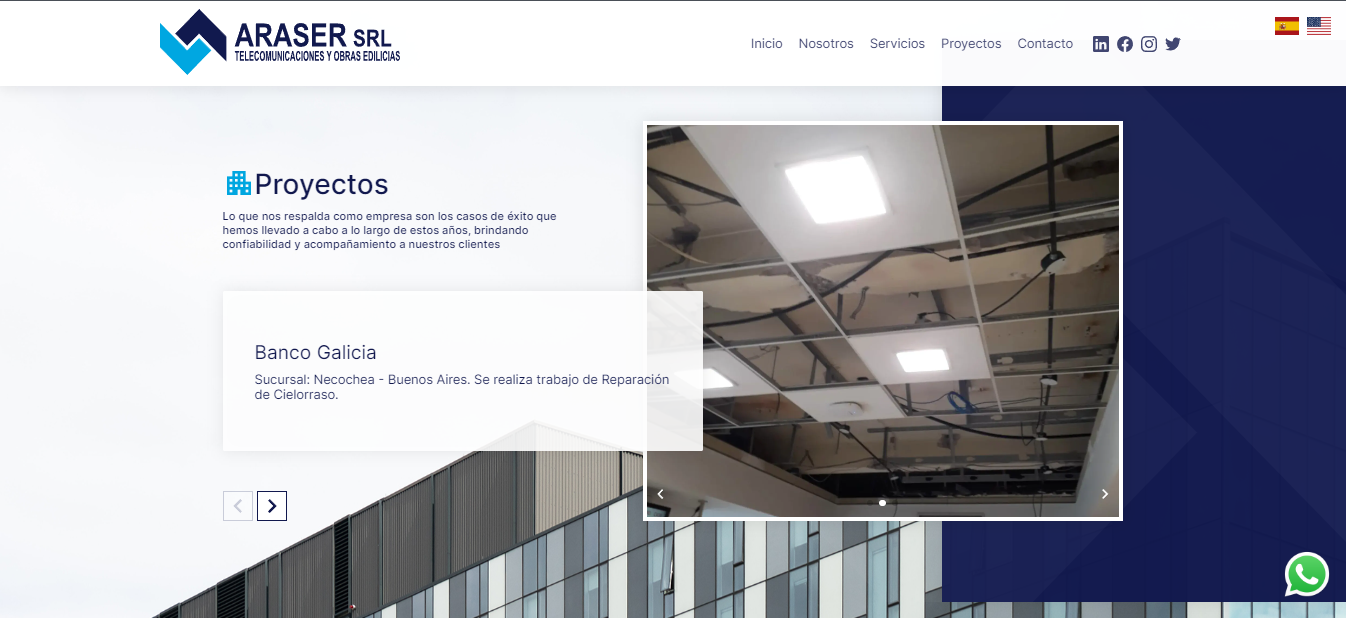 ARASER SRL
TELECOMUNICACIONES Y OBRAS EDILICIAS
Inicio Nosotros Servicios Proyectos Contacto
Proyectos
Lo que nos respalda como empresa son los casos de éxito que
hemos llevado a cabo a lo largo de estos años, brindando
confiabilidad y acompañamiento a nuestros clientes
Banco Galicia
Sucursal: Necochea - Buenos Aires. Se realiza trabajo de Reparación
de Cielorraso.